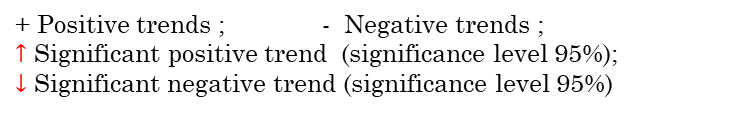 + Positive trends ; - Negative trends ;
↑ Significant positive trend (significance level 95%);
↓ Significant negative trend (significance level 95%)